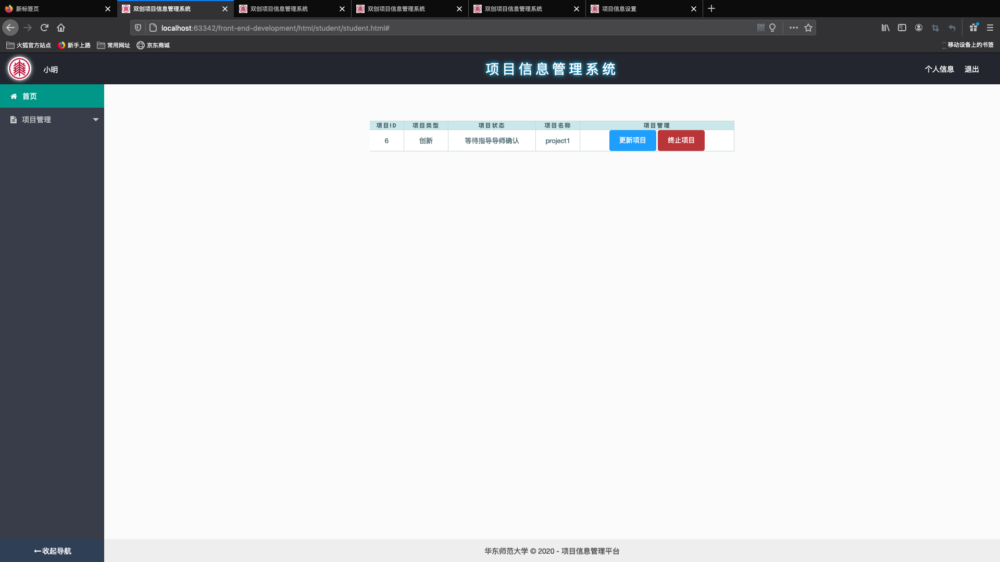 新标签页
双创项目信息管理系统
双创项目信息管理系统
双创项目信息管理系统
双创项目信息管理系统
项目信息设置
localhost:63342/front-end-development/html/student/student.html#
火狐官方站点
新手上路
常用网址
京东商城
移动设备上的书签
小明
项目信息管理系统
个人信息
退出
首页
项目管理
项目ID 项目类型 项目状态 项目名称 项目管理
6 创新 等待指导导师确认 project1 更新项目 终止项目
收起导航
华东师范大学 © 2020 - 项目信息管理平台